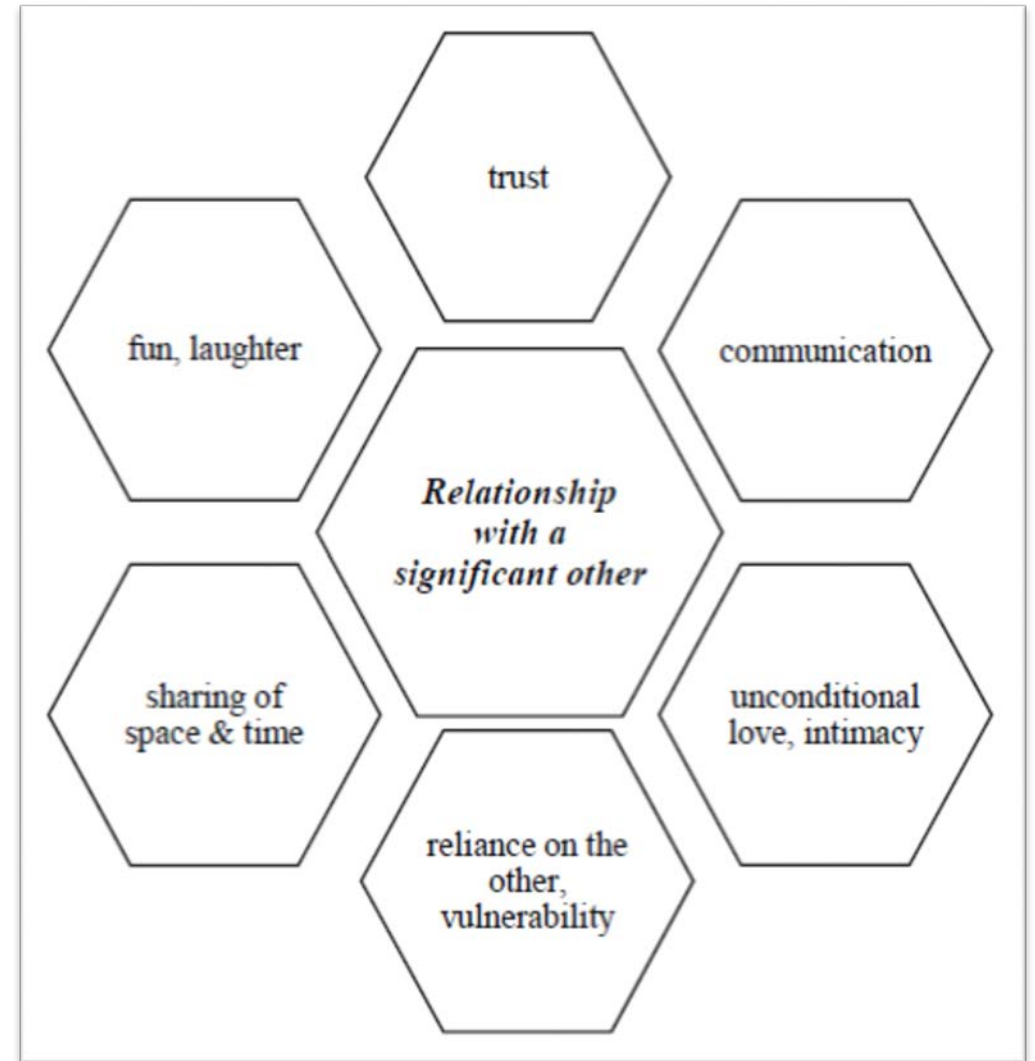 trust
fun, laughter
communication
Relationship
with a
significant other
sharing of
space & time
unconditional
love, intimacy
reliance on the
other,
vulnerability